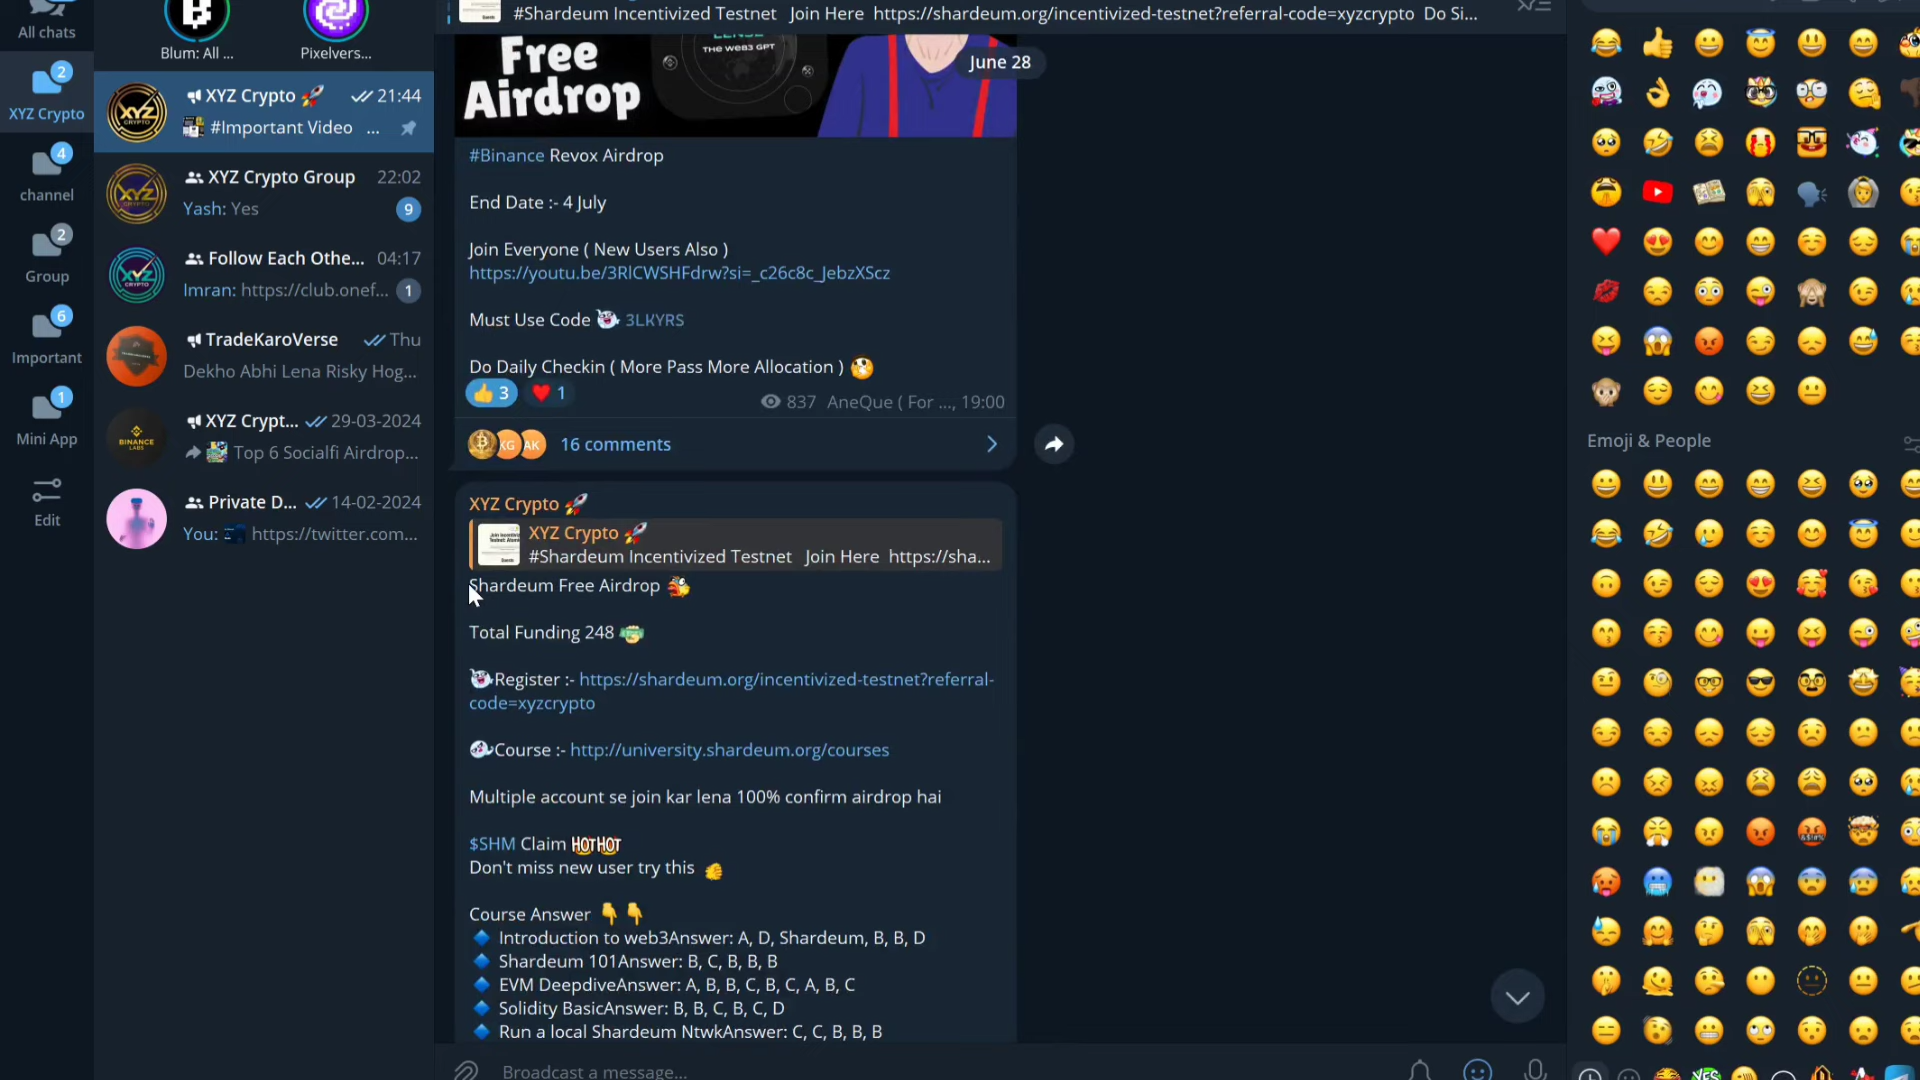 All chats
2
XYZ Crypto
4
channel
2
Group
6
Important
1
Mini App
Edit
Blum: All ...
Pixelvers...
XYZ Crypto 🚀 21:44
#Important Video ...
XYZ Crypto Group 22:02
Yash: Yes 9
Follow Each Othe... 04:17
Imran: https://club.onef... 1
TradeKaroVerse Thu
Dekho Abhi Lena Risky Hog...
XYZ Crypt... 29-03-2024
Top 6 Socialfi Airdrop...
Private D... 14-02-2024
You: https://twitter.com...
XYZ
CRYPTO
BINANCE
LABS
#Shardeum Incentivized Testnet Join Here https://shardeum.org/incentivized-testnet?referral-code=xyzcrypto Do Si...
Free
Airdrop
THE WEB3 GPT
June 28
#Binance Revox Airdrop
End Date :- 4 July
Join Everyone ( New Users Also )
https://youtu.be/3RlCWSHFdrw?si=_c26c8c_JebzXScz
Must Use Code 👻 3LKYRS
Do Daily Checkin ( More Pass More Allocation )
👍 3 ❤️ 1
837 AneQue ( For ..., 19:00
KG AK 16 comments
XYZ Crypto 🚀
XYZ Crypto 🚀
#Shardeum Incentivized Testnet Join Here https://sha...
Shardeum Free Airdrop
Total Funding 248
👻Register :- https://shardeum.org/incentivized-testnet?referral-
code=xyzcrypto
Course :- http://university.shardeum.org/courses
Multiple account se join kar lena 100% confirm airdrop hai
$SHM Claim HOT HOT
Don't miss new user try this
Course Answer 👇👇
🔷 Introduction to web3Answer: A, D, Shardeum, B, B, D
🔷 Shardeum 101Answer: B, C, B, B, B
🔷 EVM DeepdiveAnswer: A, B, B, C, B, C, A, B, C
🔷 Solidity BasicAnswer: B, B, C, B, C, D
🔷 Run a local Shardeum NtwkAnswer: C, C, B, B, B
Broadcast a message...
Emoji & People
YES